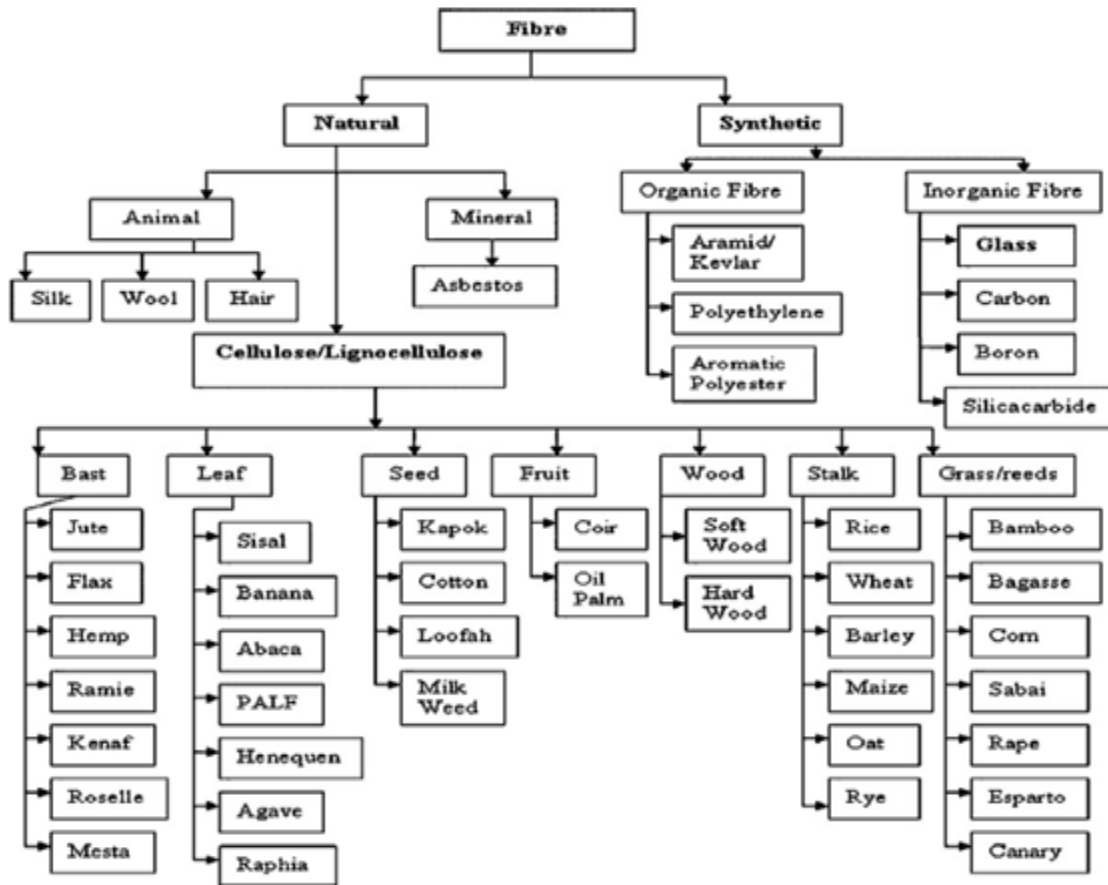 Fibre
Natural
Synthetic
Organic Fibre
Inorganic Fibre
Animal
Mineral
Aramid/
Kevlar
Glass
Silk
Wool
Hair
Asbestos
Polyethylene
Carbon
Cellulose/Lignocellulose
Aromatic
Polyester
Boron
Silicacarbide
Bast
Leaf
Seed
Fruit
Wood
Stalk
Grass/reeds
Jute
Flax
Hemp
Ramie
Kenaf
Roselle
Mesta
Sisal
Banana
Abaca
PALF
Henequen
Agave
Raphia
Kapok
Cotton
Loofah
Milk
Weed
Coir
Oil
Palm
Soft
Wood
Hard
Wood
Rice
Wheat
Barley
Maize
Oat
Rye
Bamboo
Bagasse
Corn
Sabai
Rape
Esparto
Canary